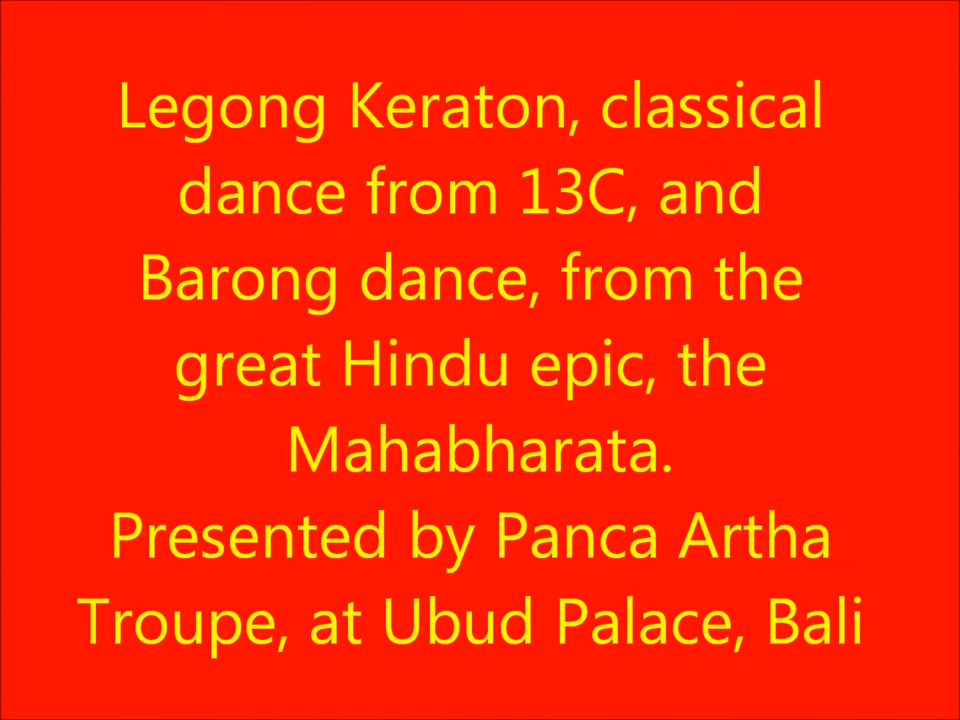 Legong Keraton, classical
dance from 13C, and
Barong dance, from the
great Hindu epic, the
Mahabharata.
Presented by Panca Artha
Troupe, at Ubud Palace, Bali